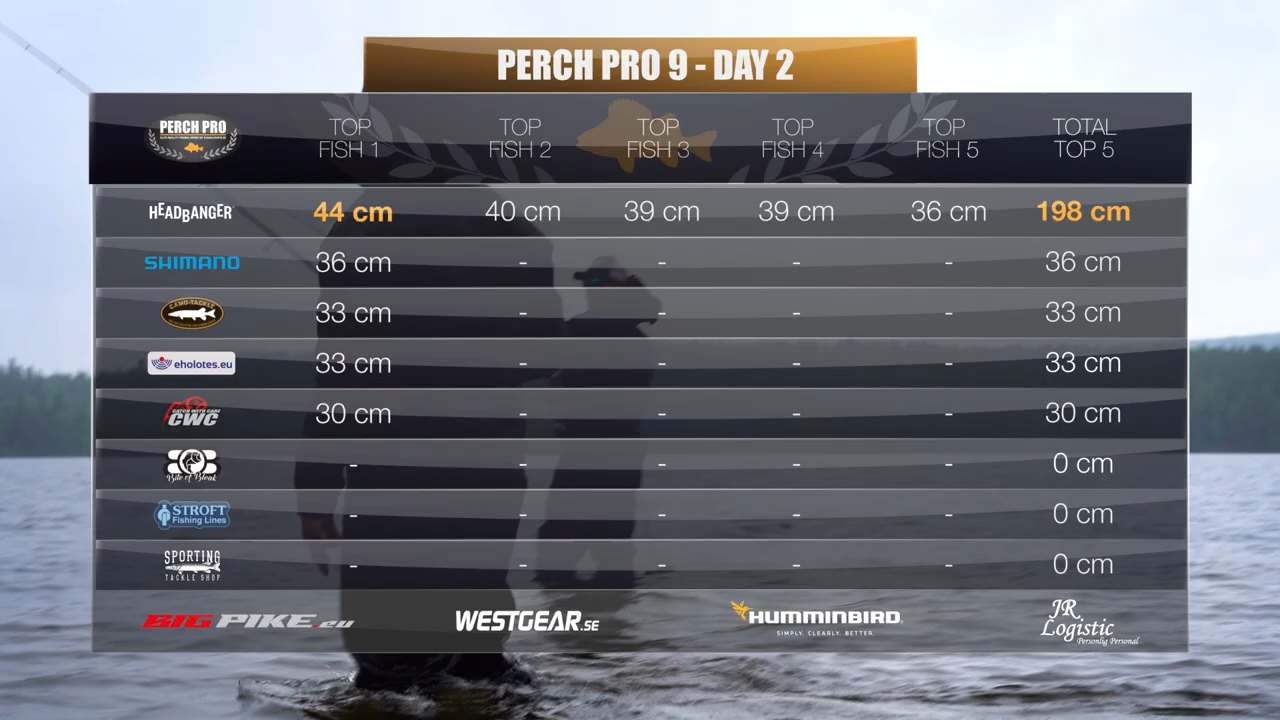 PERCH PRO 9 - DAY 2
PERCH PRO
TOP FISH 1
TOP FISH 2
TOP FISH 3
TOP FISH 4
TOP FISH 5
TOTAL TOP 5
HEADBANGER 44 cm 40 cm 39 cm 39 cm 36 cm 198 cm
SHIMANO 36 cm - - - - 36 cm
CAMO-TACKLE 33 cm - - - - 33 cm
eholotes.eu 33 cm - - - - 33 cm
CATCH WITH CARE
CWC 30 cm - - - - 30 cm
Bite of Bleak - - - - - 0 cm
STROFT
Fishing Lines - - - - - 0 cm
SPORTING
TACKLE SHOP - - - - - 0 cm
BIG PIKE.eu
WESTGEAR.SE
HUMMINBIRD
SIMPLY. CLEARLY. BETTER.
JR
Logistic
Personlig Personal